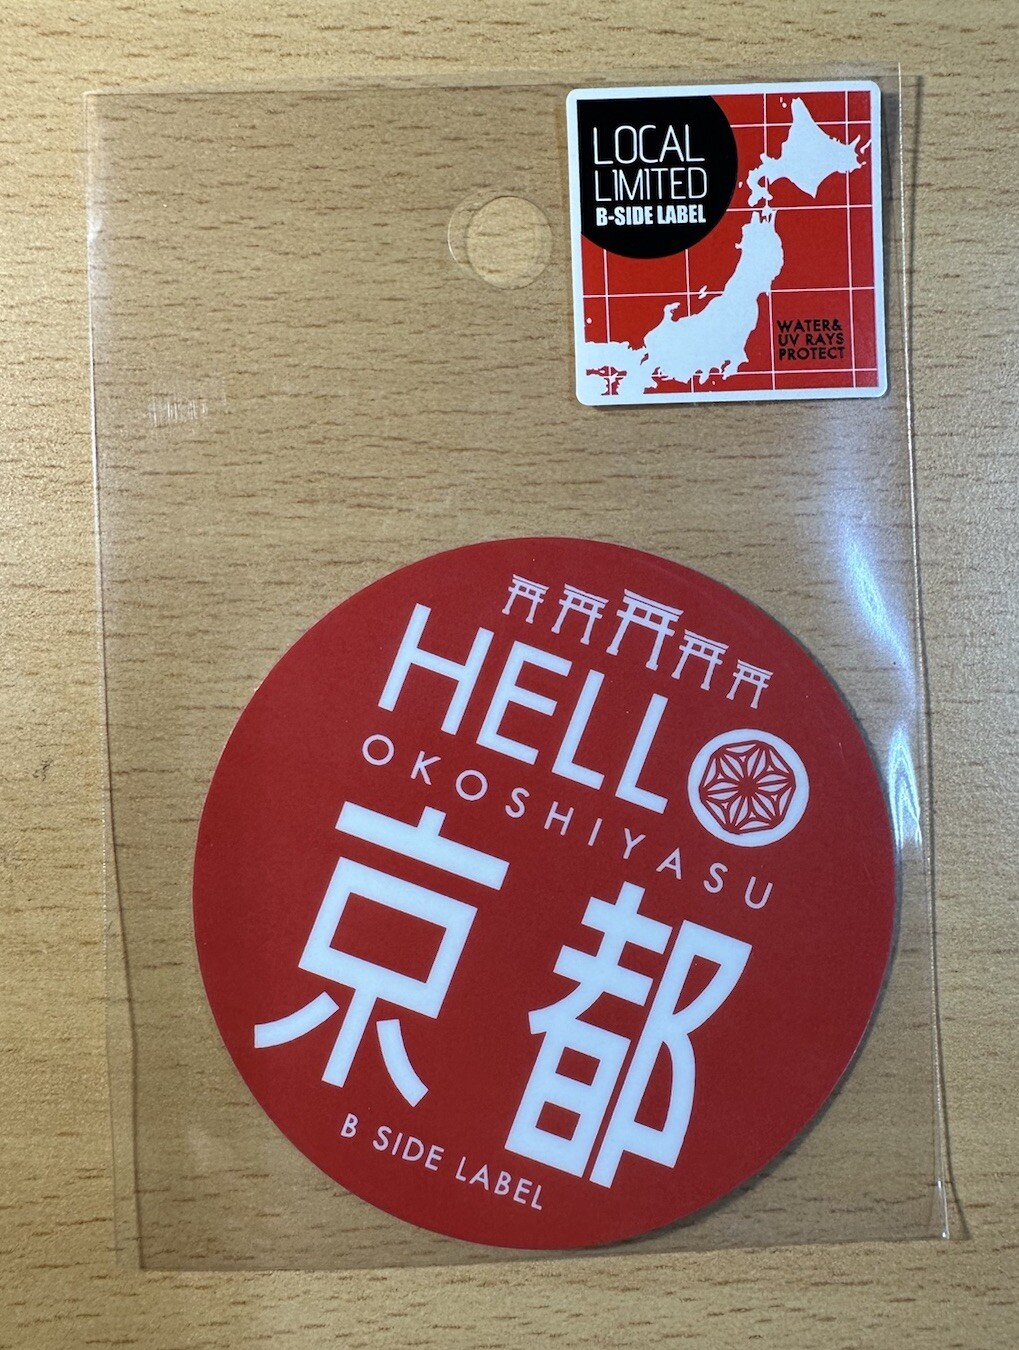 LOCAL
LIMITED
B-SIDE LABEL
WATER&
UV RAYS
PROTECT
HELLO
OKOSHIYASU
京都
B SIDE LABEL